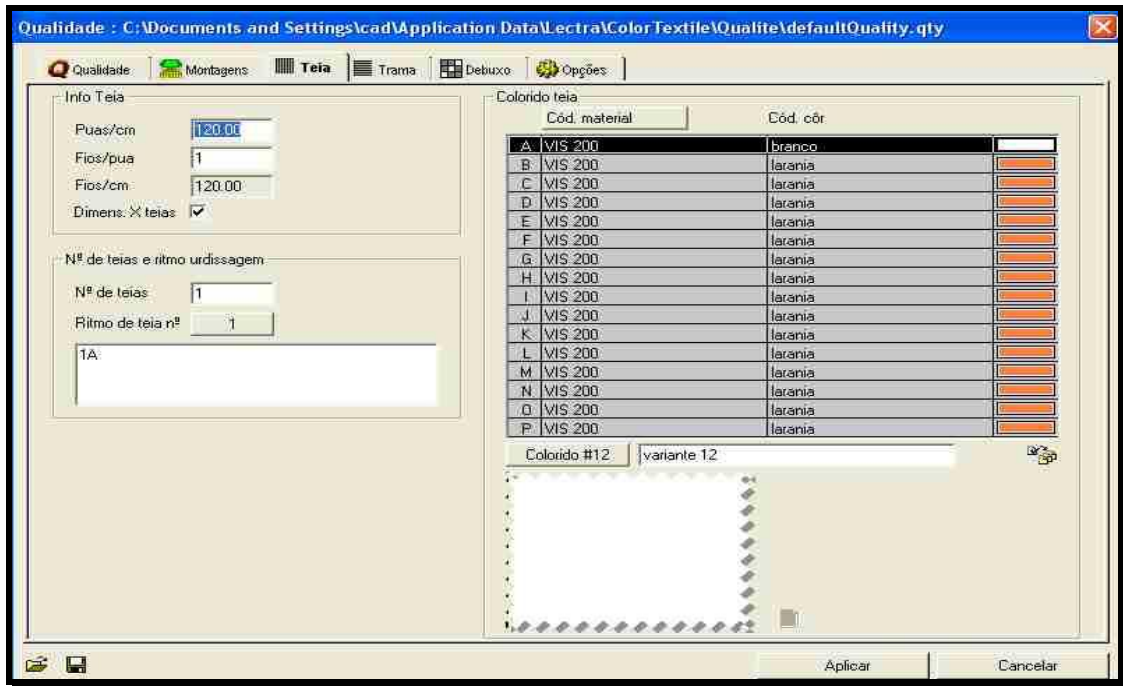 Qualidade : C:\Documents and Settings\cad\Application Data\Lectra\ColorTextile\Qualite\defaultQuality.qty
Qualidade Montagens Teia Trama Debuxo Opções
Info Teia
Puas/cm 120.00
Fios/pua 1
Fios/cm 120.00
Dimens. X teias
Nº de teias e ritmo urdissagem
Nº de teias 1
Ritmo de teia nº 1
1A
Colorido teia
Cód. material Cód. côr
A VIS 200 branco
B VIS 200 laranja
C VIS 200 laranja
D VIS 200 laranja
E VIS 200 laranja
F VIS 200 laranja
G VIS 200 laranja
H VIS 200 laranja
I VIS 200 laranja
J VIS 200 laranja
K VIS 200 laranja
L VIS 200 laranja
M VIS 200 laranja
N VIS 200 laranja
O VIS 200 laranja
P VIS 200 laranja
Colorido #12 variante 12
Aplicar Cancelar